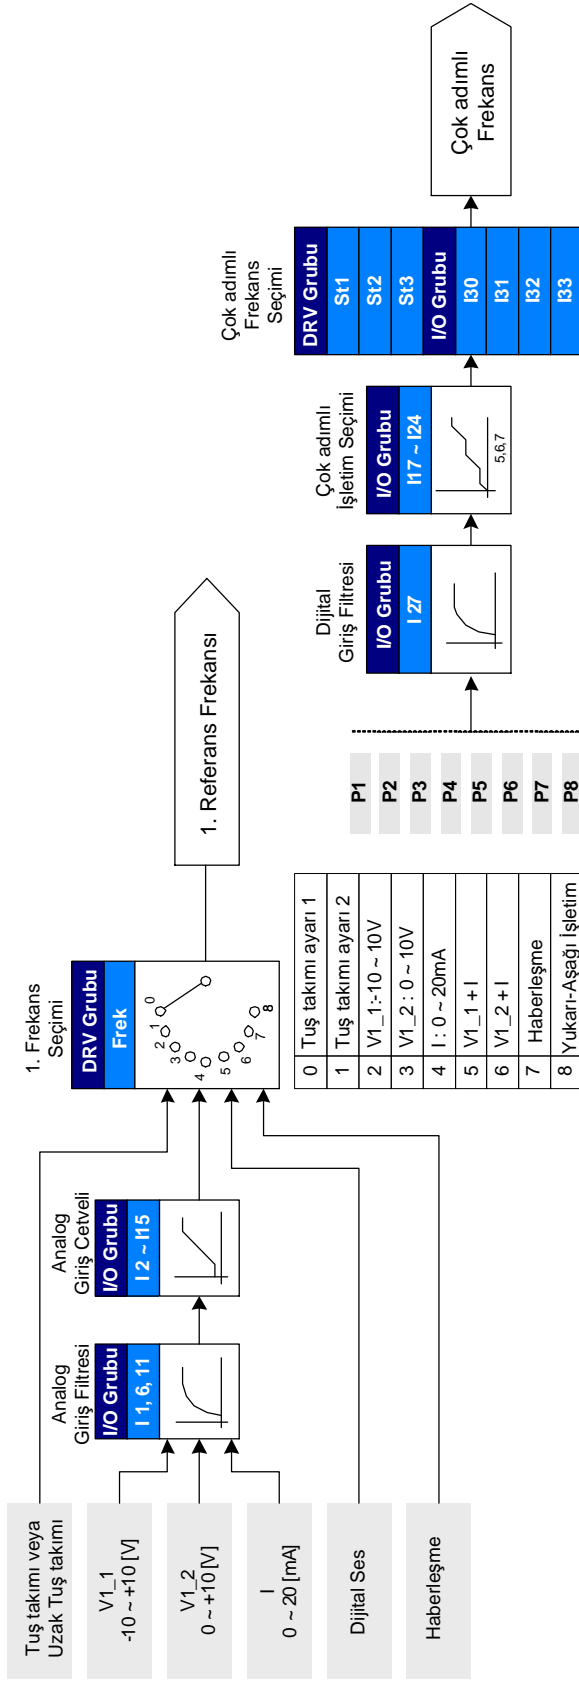 Tuş takımı veya
Uzak Tuş takımı
V1_1
-10 ~ +10 [V]
V1_2
0 ~ +10 [V]
I
0 ~ 20 [mA]
Dijital Ses
Haberleşme
Analog
Giriş Filtresi
I/O Grubu
I 1, 6, 11
Analog
Giriş Cetveli
I/O Grubu
I 2 ~ I15
1. Frekans
Seçimi
DRV Grubu
Frek
0
1
2
3
4
5
6
7
8
1. Referans Frekansı
0 Tuş takımı ayarı 1
1 Tuş takımı ayarı 2
2 V1_1:-10 ~ 10V
3 V1_2 : 0 ~ 10V
4 I : 0 ~ 20mA
5 V1_1 + I
6 V1_2 + I
7 Haberleşme
8 Yukarı-Aşağı İşletim
P1
P2
P3
P4
P5
P6
P7
P8
Dijital
Giriş Filtresi
I/O Grubu
I 27
Çok adımlı
İşletim Seçimi
I/O Grubu
I17 ~ I24
5,6,7
Çok adımlı
Frekans
Seçimi
DRV Grubu
St1
St2
St3
I/O Grubu
I30
I31
I32
I33
Çok adımlı
Frekans